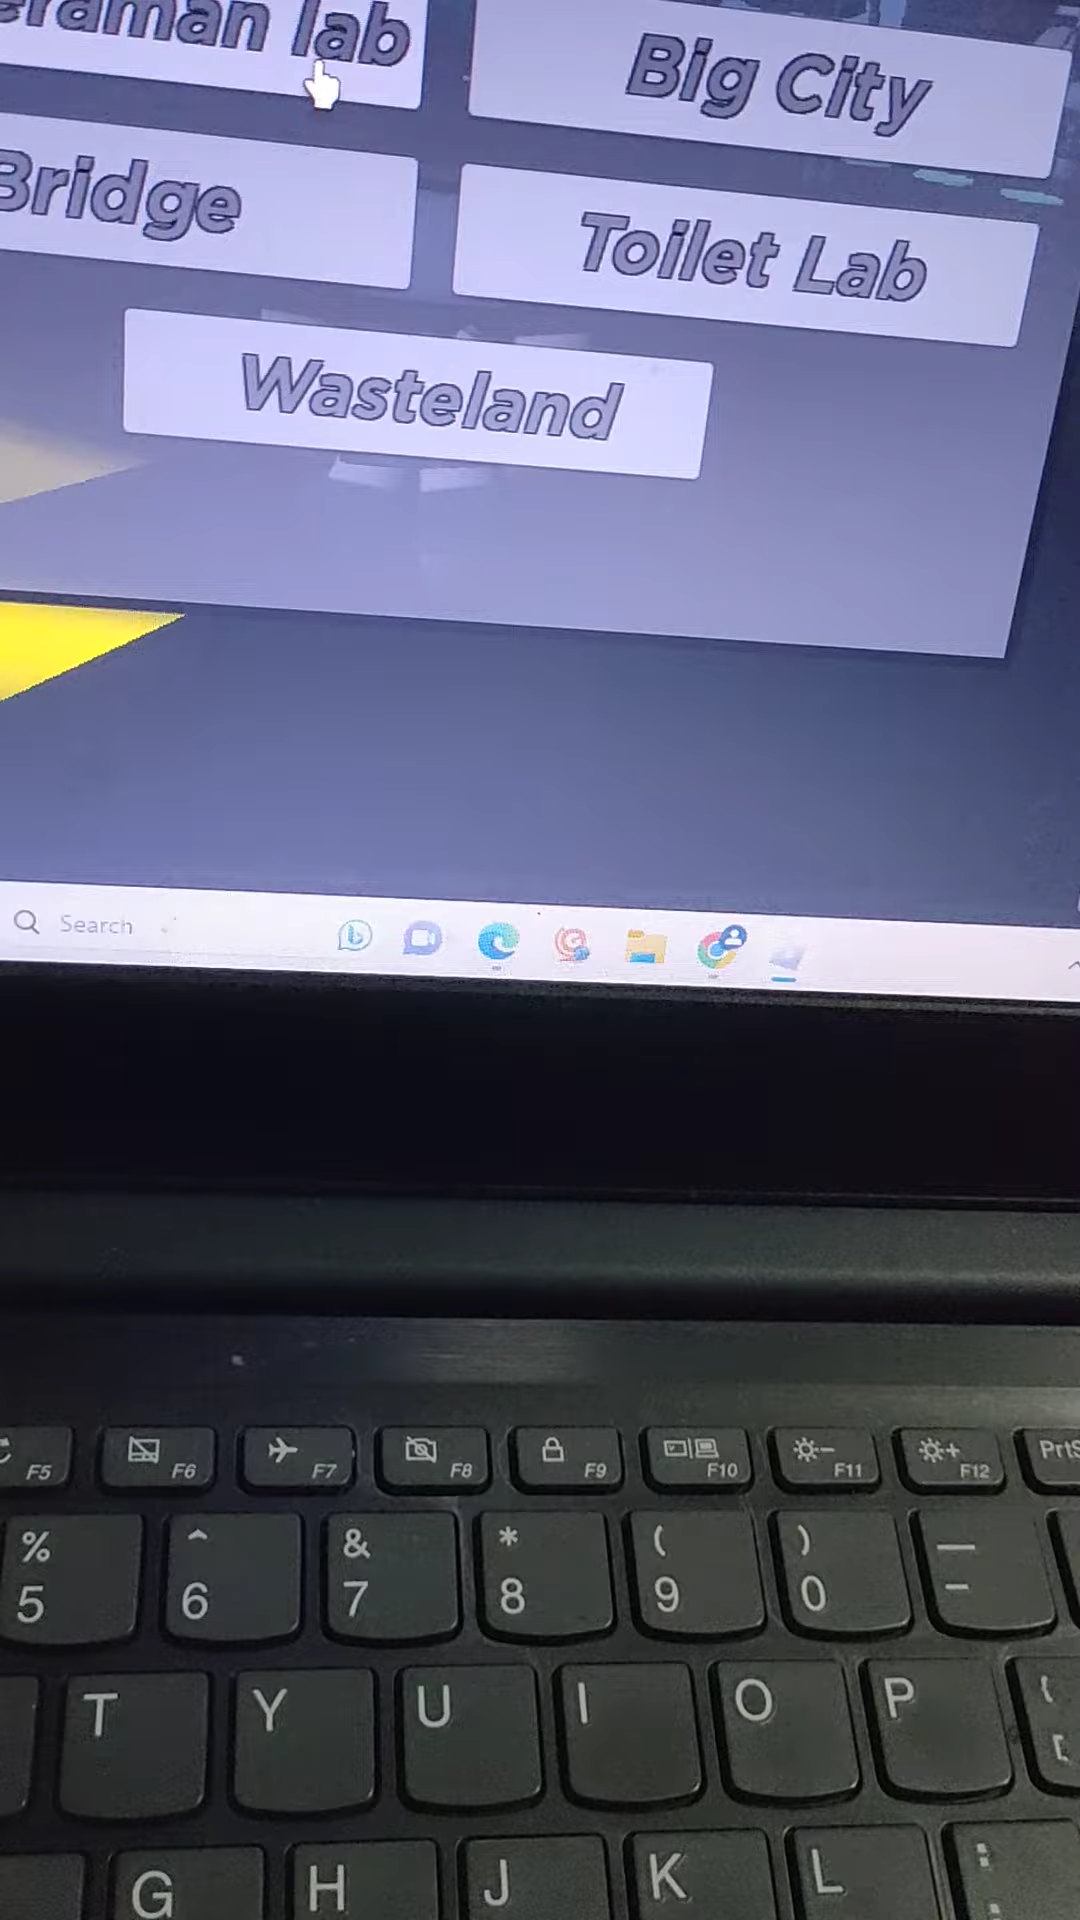 lab
Big City
Bridge
Toilet Lab
Wasteland
Search
F5 F6 F7 F8 F9 F10 F11 F12
% ^ & * ( ) —
5 6 7 8 9 0 -
T Y U I O P {
[
G H J K L :